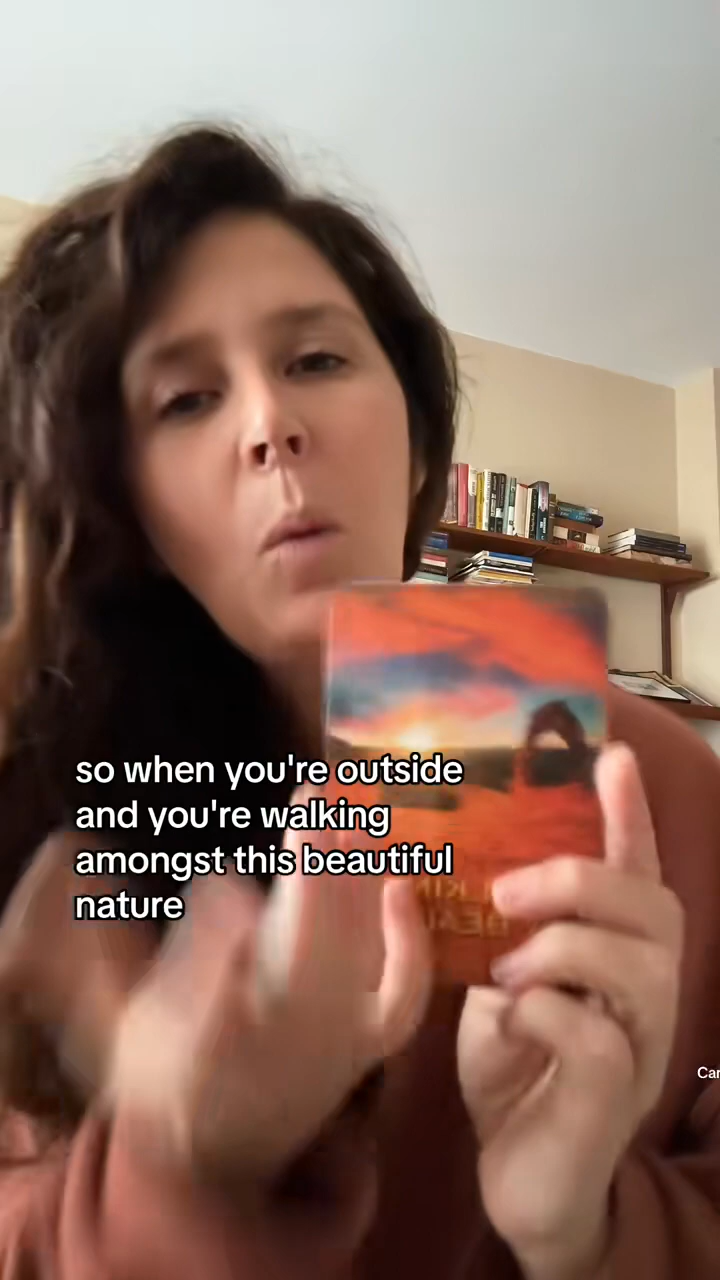 so when you're outside
and you're walking
amongst this beautiful
nature